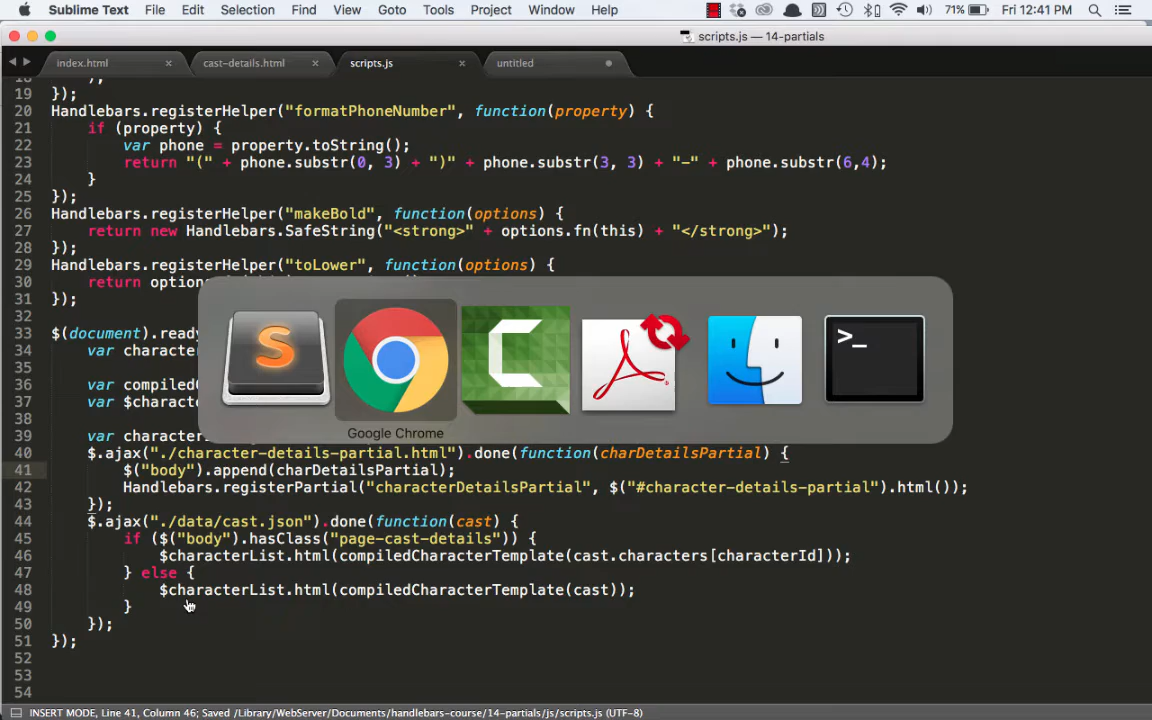 Sublime Text File Edit Selection Find View Goto Tools Project Window Help 71% Fri 12:41 PM
scripts.js — 14-partials
index.html cast-details.html scripts.js untitled
18 );
19 });
20 Handlebars.registerHelper("formatPhoneNumber", function(property) {
21 if (property) {
22 var phone = property.toString();
23 return "(" + phone.substr(0, 3) + ")" + phone.substr(3, 3) + "-" + phone.substr(6,4);
24 }
25 });
26 Handlebars.registerHelper("makeBold", function(options) {
27 return new Handlebars.SafeString("<strong>" + options.fn(this) + "</strong>");
28 });
29 Handlebars.registerHelper("toLower", function(options) {
30 return option
31 });
32
33 $(document).ready
34 var character
35
36 var compiled
37 var $charact
38
39 var character
40 $.ajax("./character-details-partial.html").done(function(charDetailsPartial) {
41 $("body").append(charDetailsPartial);
42 Handlebars.registerPartial("characterDetailsPartial", $("#character-details-partial").html());
43 });
44 $.ajax("./data/cast.json").done(function(cast) {
45 if ($("body").hasClass("page-cast-details")) {
46 $characterList.html(compiledCharacterTemplate(cast.characters[characterId]));
47 } else {
48 $characterList.html(compiledCharacterTemplate(cast));
49 }
50 });
51 });
52
53
54
S C >_
Google Chrome
INSERT MODE, Line 41, Column 46; Saved /Library/WebServer/Documents/handlebars-course/14-partials/js/scripts.js (UTF-8)